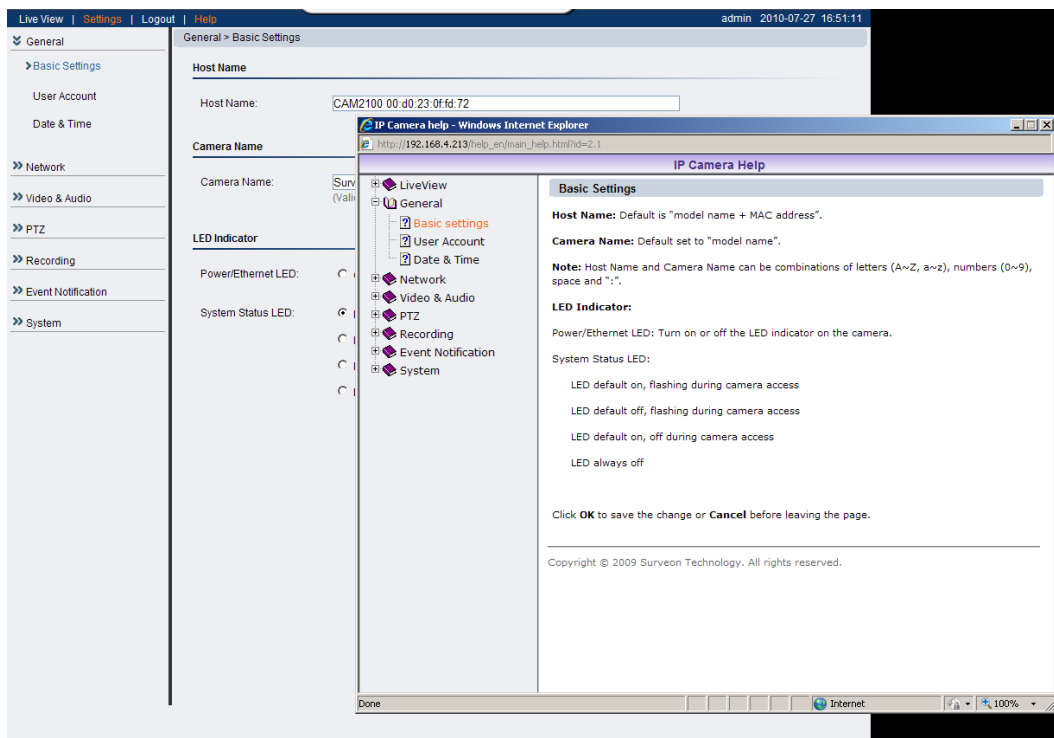 Live View | Settings | Logout | Help
admin 2010-07-27 16:51:11
General
Basic Settings
User Account
Date & Time
Network
Video & Audio
PTZ
Recording
Event Notification
System
General > Basic Settings
Host Name
Host Name: CAM2100 00:d0:23:0f:fd:72
Camera Name
Camera Name: Surv
(Vali
LED Indicator
Power/Ethernet LED:
System Status LED:
IP Camera help - Windows Internet Explorer
http://192.168.4.213/help_en/main_help.html?id=2.1
IP Camera Help
LiveView
General
Basic settings
User Account
Date & Time
Network
Video & Audio
PTZ
Recording
Event Notification
System
Basic Settings
Host Name: Default is “model name + MAC address”.
Camera Name: Default set to “model name”.
Note: Host Name and Camera Name can be combinations of letters (A~Z, a~z), numbers (0~9),
space and “:”.
LED Indicator:
Power/Ethernet LED: Turn on or off the LED indicator on the camera.
System Status LED:
LED default on, flashing during camera access
LED default off, flashing during camera access
LED default on, off during camera access
LED always off
Click OK to save the change or Cancel before leaving the page.
Copyright © 2009 Surveon Technology. All rights reserved.
Done
Internet
100%